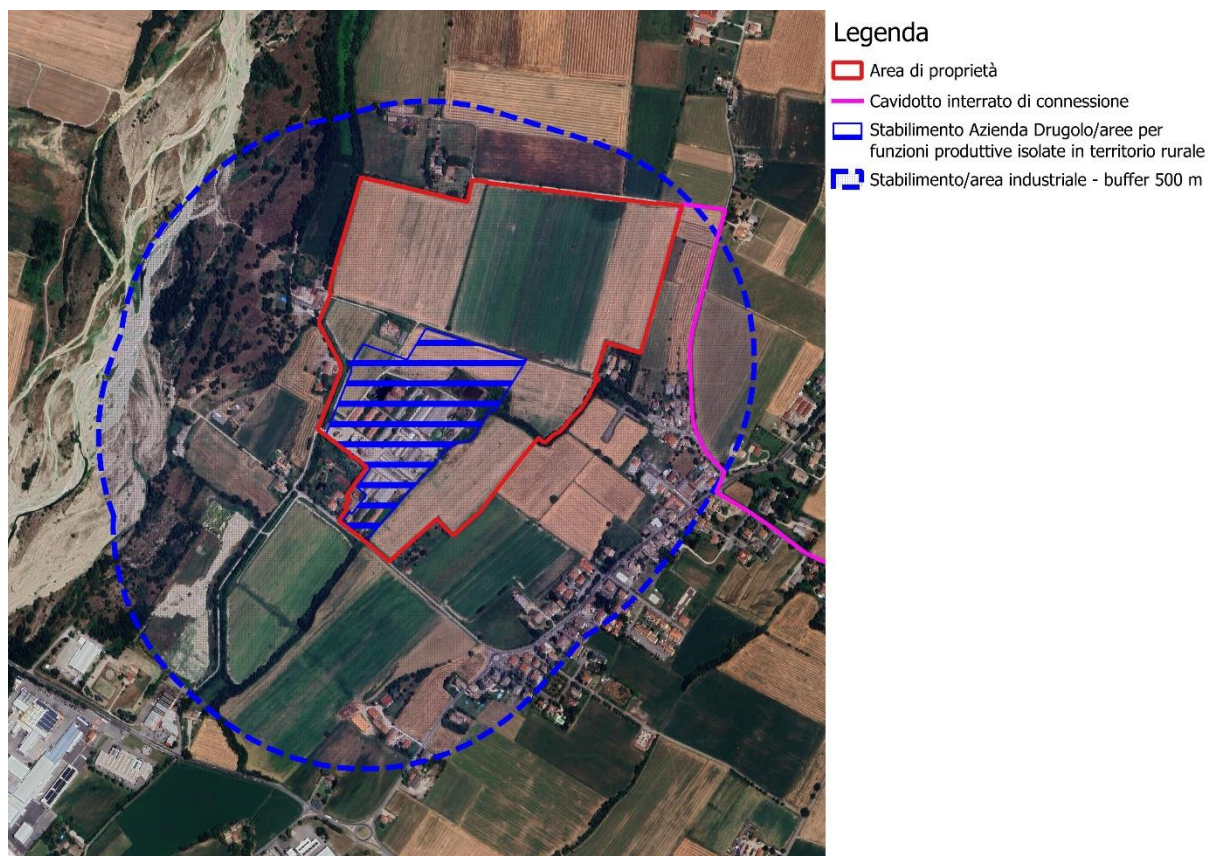 Legenda
Area di proprietà
Cavidotto interrato di connessione
Stabilimento Azienda Drugolo/aree per
funzioni produttive isolate in territorio rurale
Stabilimento/area industriale - buffer 500 m